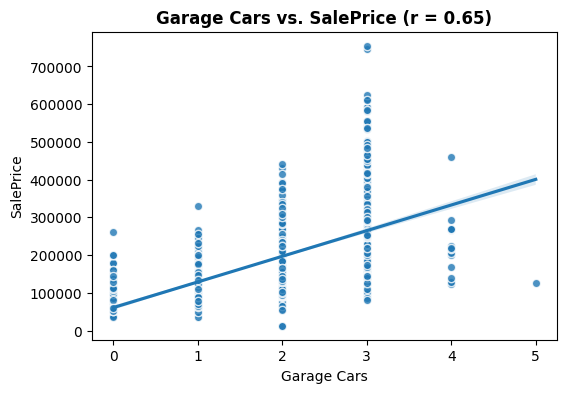 Garage Cars vs. SalePrice (r = 0.65)
700000
600000
500000
400000
300000
200000
100000
0
SalePrice
0 1 2 3 4 5
Garage Cars